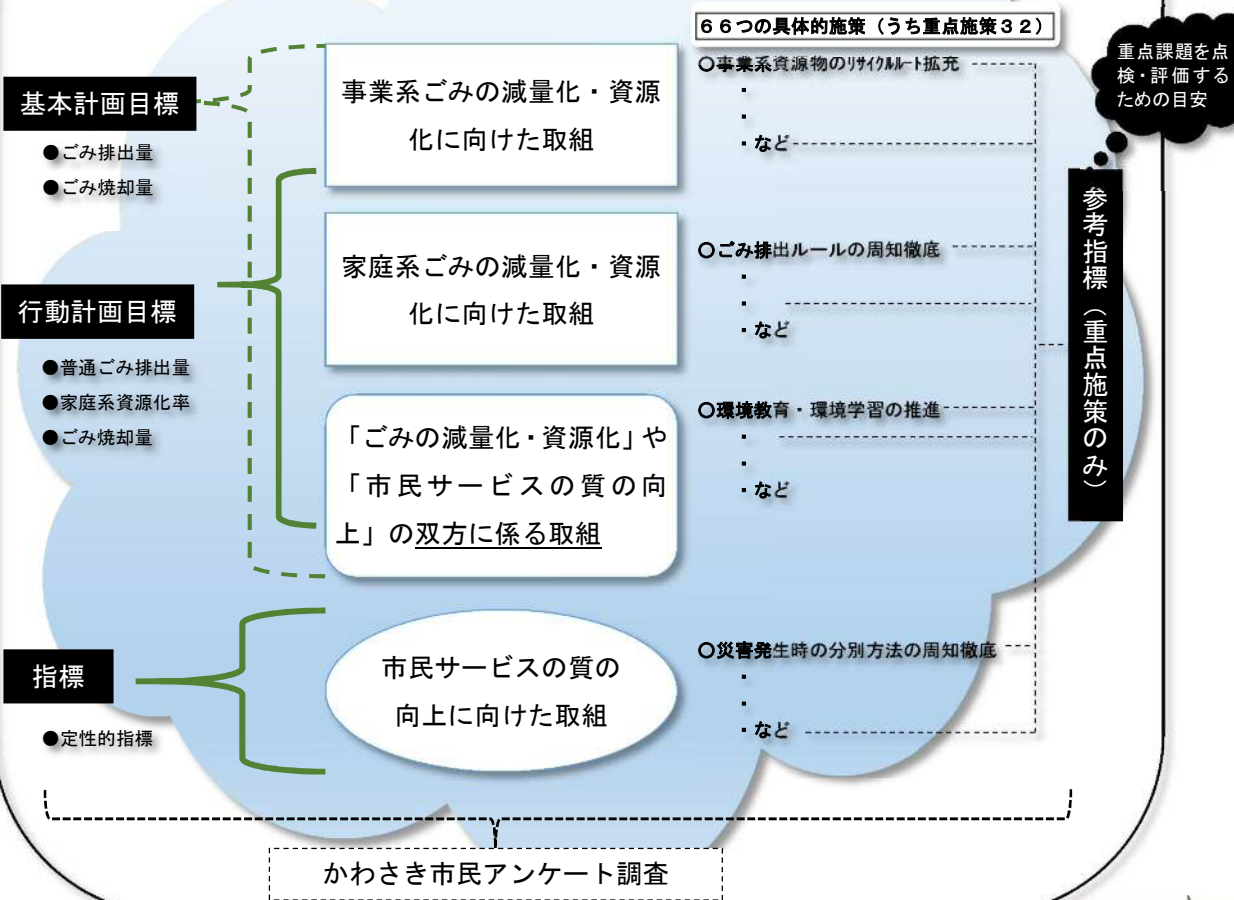 66つの具体的施策（うち重点施策32）
重点課題を点
検・評価する
ための目安
基本計画目標
●ごみ排出量
●ごみ焼却量
事業系ごみの減量化・資源
化に向けた取組
〇事業系資源物のﾘｻｲｸﾙﾙｰﾄ拡充
・
・
・など
家庭系ごみの減量化・資源
化に向けた取組
〇ごみ排出ルールの周知徹底
・
・
・など
行動計画目標
●普通ごみ排出量
●家庭系資源化率
●ごみ焼却量
「ごみの減量化・資源化」や
「市民サービスの質の向
上」の双方に係る取組
〇環境教育・環境学習の推進
・
・
・など
参考指標（重点施策のみ）
指標
●定性的指標
市民サービスの質の
向上に向けた取組
〇災害発生時の分別方法の周知徹底
・
・
・など
かわさき市民アンケート調査